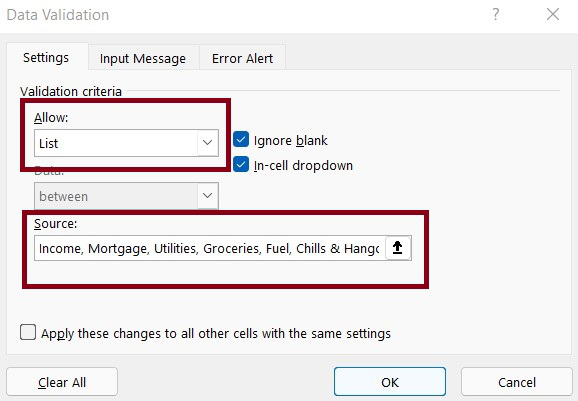 Data Validation ? ×
Settings Input Message Error Alert
Validation criteria
Allow:
List
Ignore blank
Data:
In-cell dropdown
between
Source:
Income, Mortgage, Utilities, Groceries, Fuel, Chills &
Apply these changes to all other cells with the same settings
Clear All OK Cancel